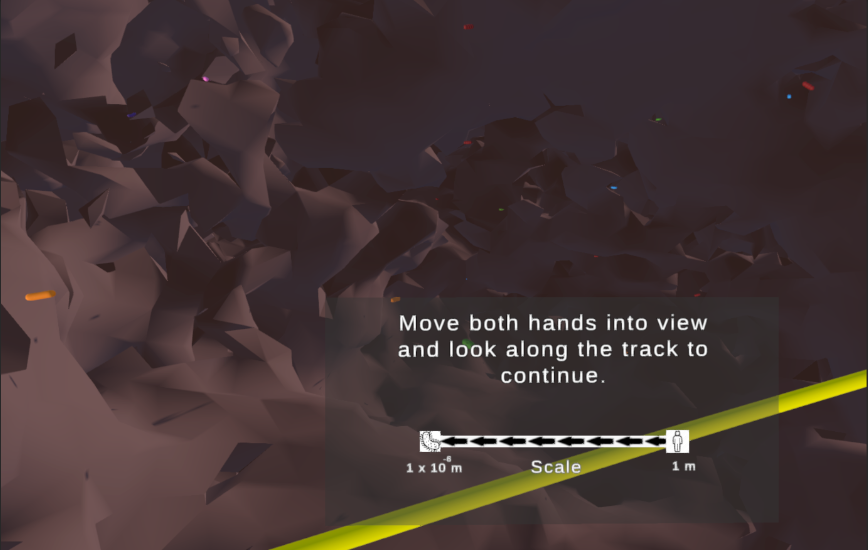 Move both hands into view
and look along the track to
continue.
1 x 10⁻⁶ m Scale 1 m